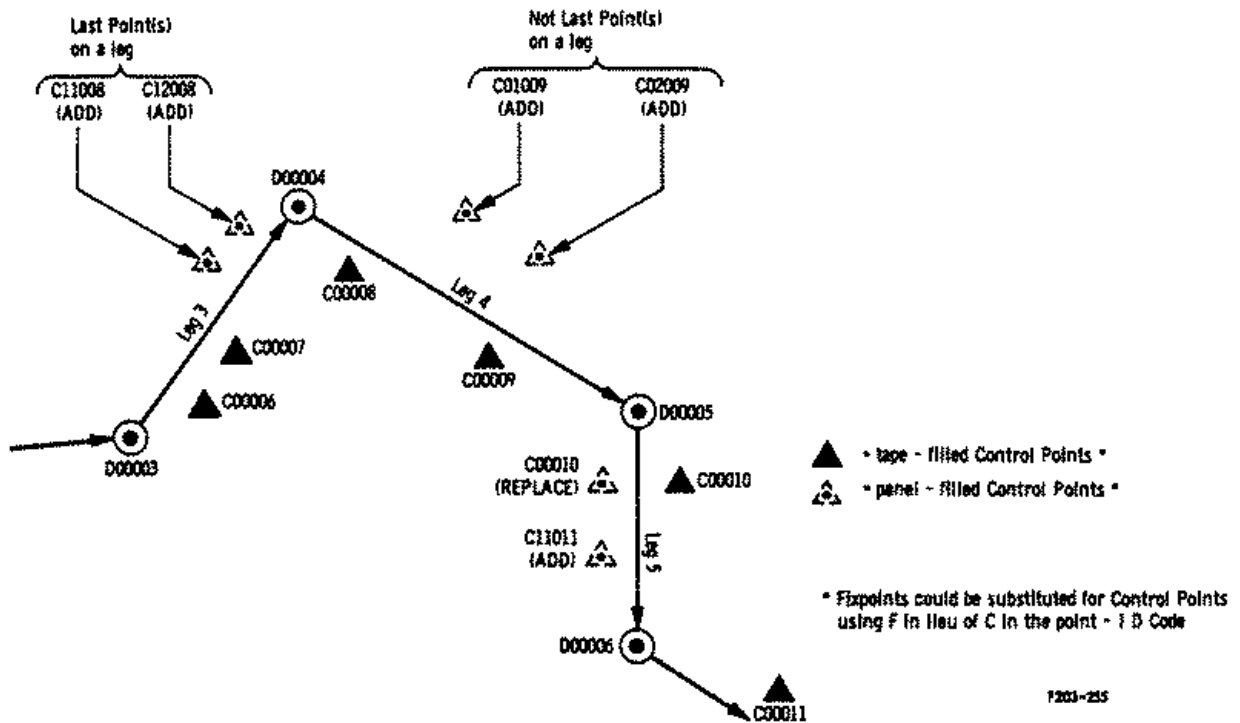 Last Point(s)
on a leg
C11008
(ADD)
C12008
(ADD)
Not Last Point(s)
on a leg
C01009
(ADD)
C02009
(ADD)
D00004
C00008
Leg 4
Leg 3
C00007
C00006
D00003
C00009
D00005
C00010
(REPLACE)
C00010
C11011
(ADD)
Leg 5
D00006
C00011
* tape - filled Control Points *
* panel - filled Control Points *
* Fixpoints could be substituted for Control Points
using F in lieu of C in the point - I D Code
F203-255